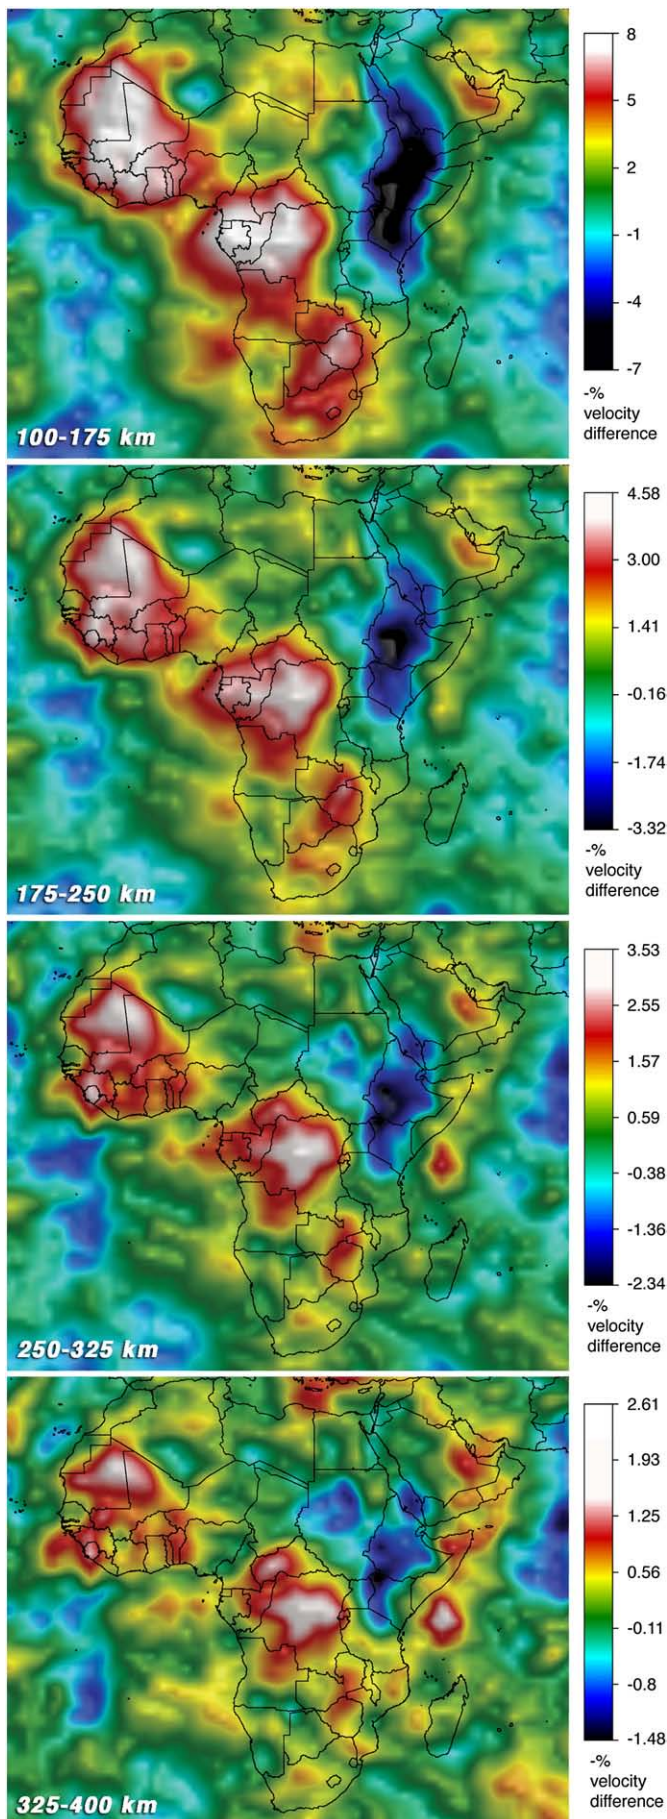 8
5
2
-1
-4
-7
-%
velocity
difference
100-175 km
4.58
3.00
1.41
-0.16
-1.74
-3.32
-%
velocity
difference
175-250 km
3.53
2.55
1.57
0.59
-0.38
-1.36
-2.34
-%
velocity
difference
250-325 km
2.61
1.93
1.25
0.56
-0.11
-0.8
-1.48
-%
velocity
difference
325-400 km